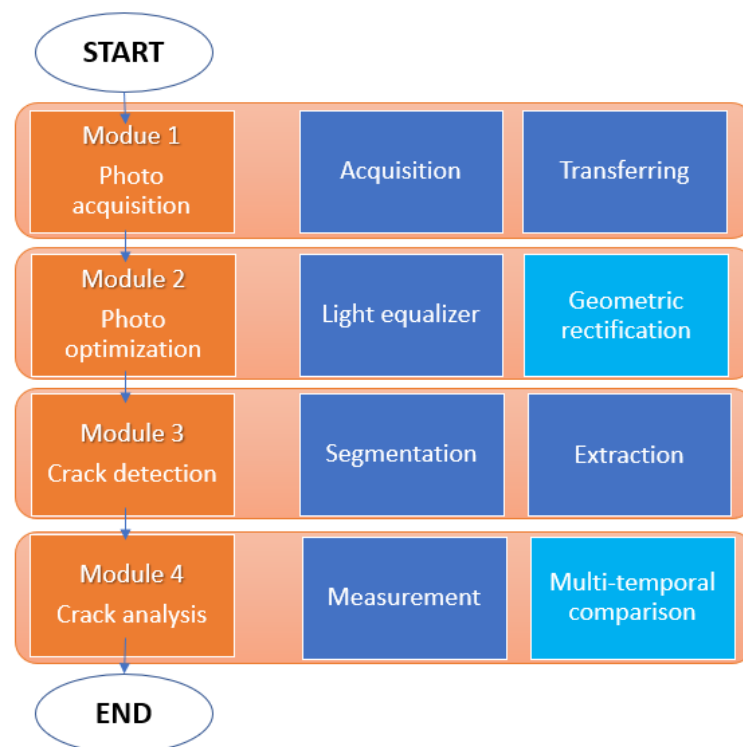 START
Modue 1
Photo
acquisition
Acquisition
Transferring
Module 2
Photo
optimization
Light equalizer
Geometric
rectification
Module 3
Crack detection
Segmentation
Extraction
Module 4
Crack analysis
Measurement
Multi-temporal
comparison
END